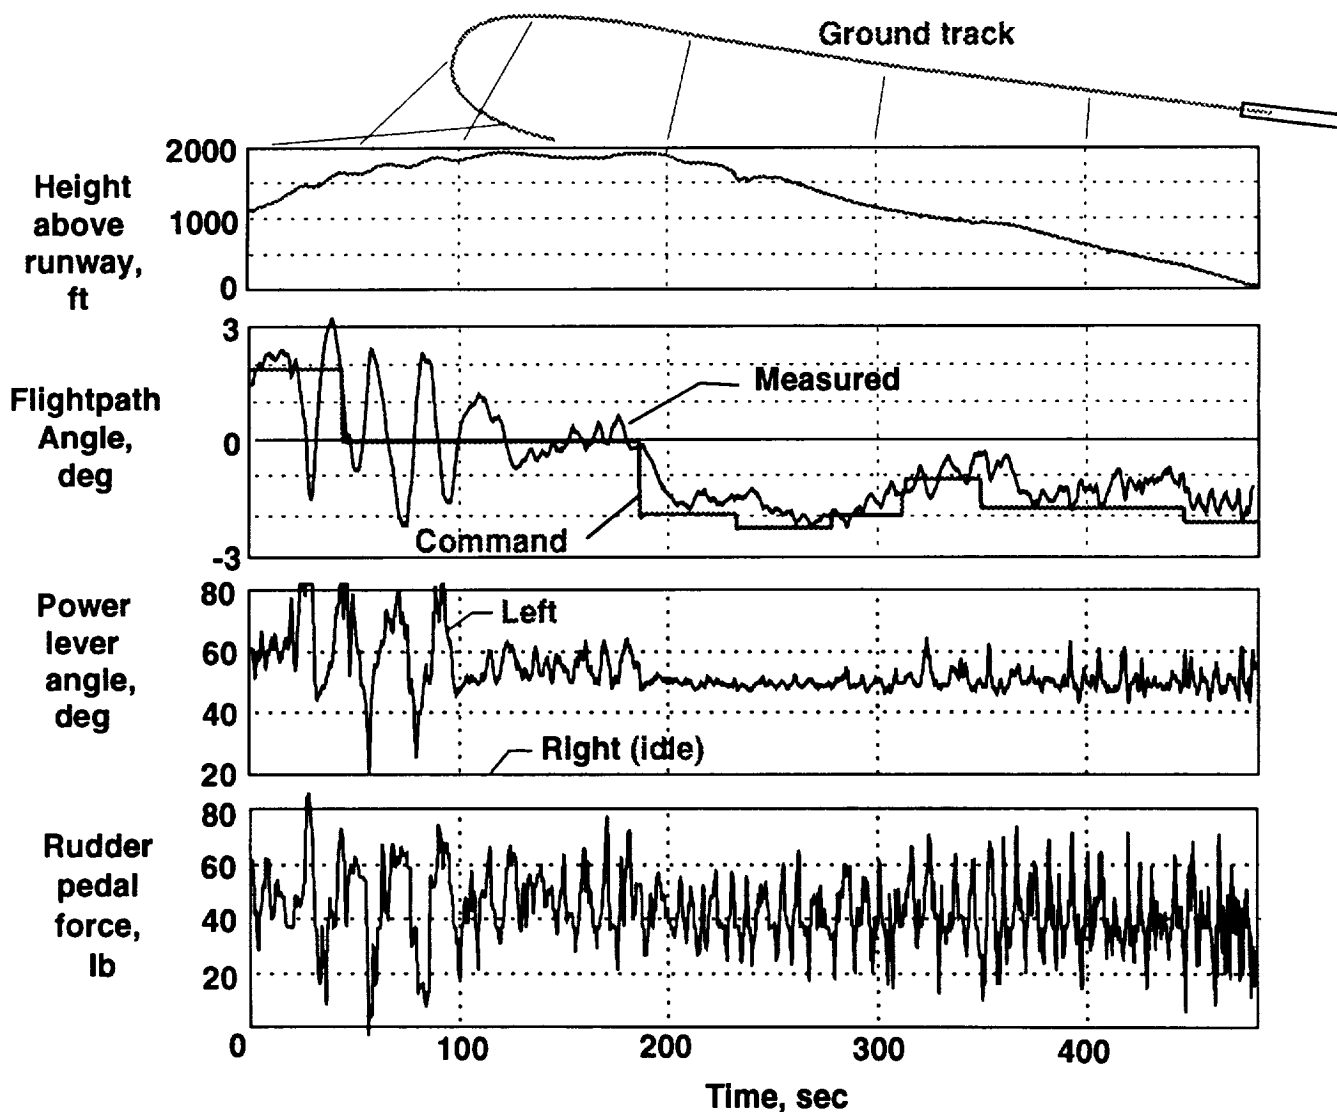 Ground track
Height
above
runway,
ft
2000
1000
0
Flightpath
Angle,
deg
3
0
-3
Measured
Command
Power
lever
angle,
deg
80
60
40
20
Left
Right (idle)
Rudder
pedal
force,
lb
80
60
40
20
0
100
200
300
400
Time, sec